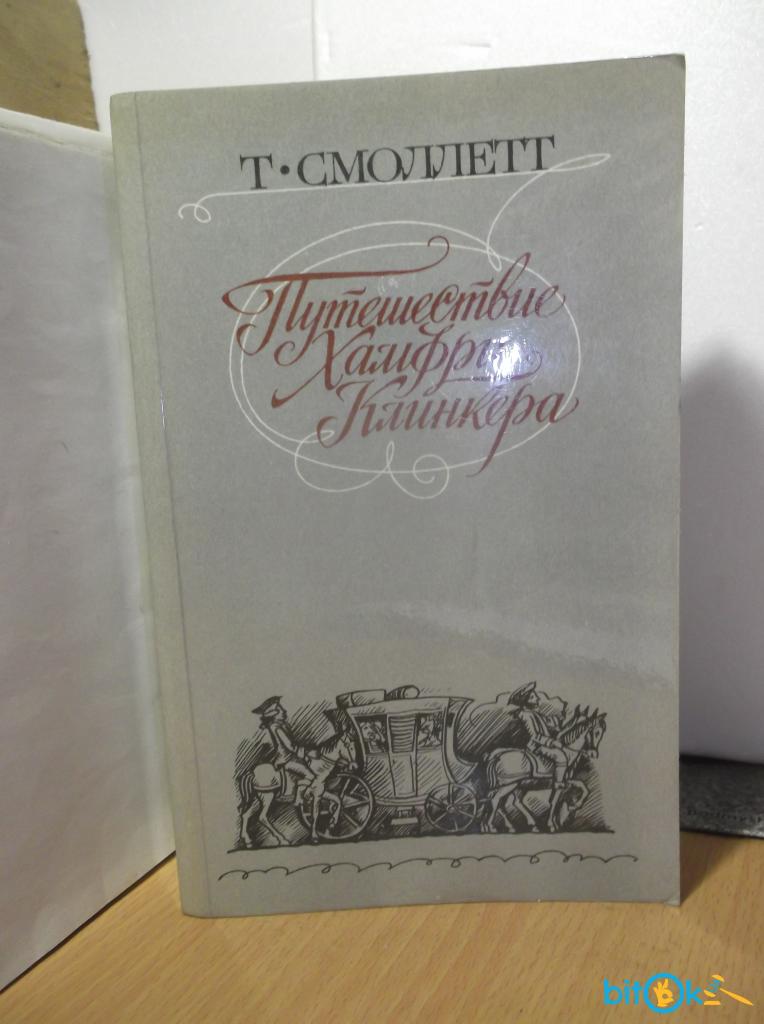 Т·СМОЛЛЕТТ
Путешествие
Хамфри
Клинкера
bitOk